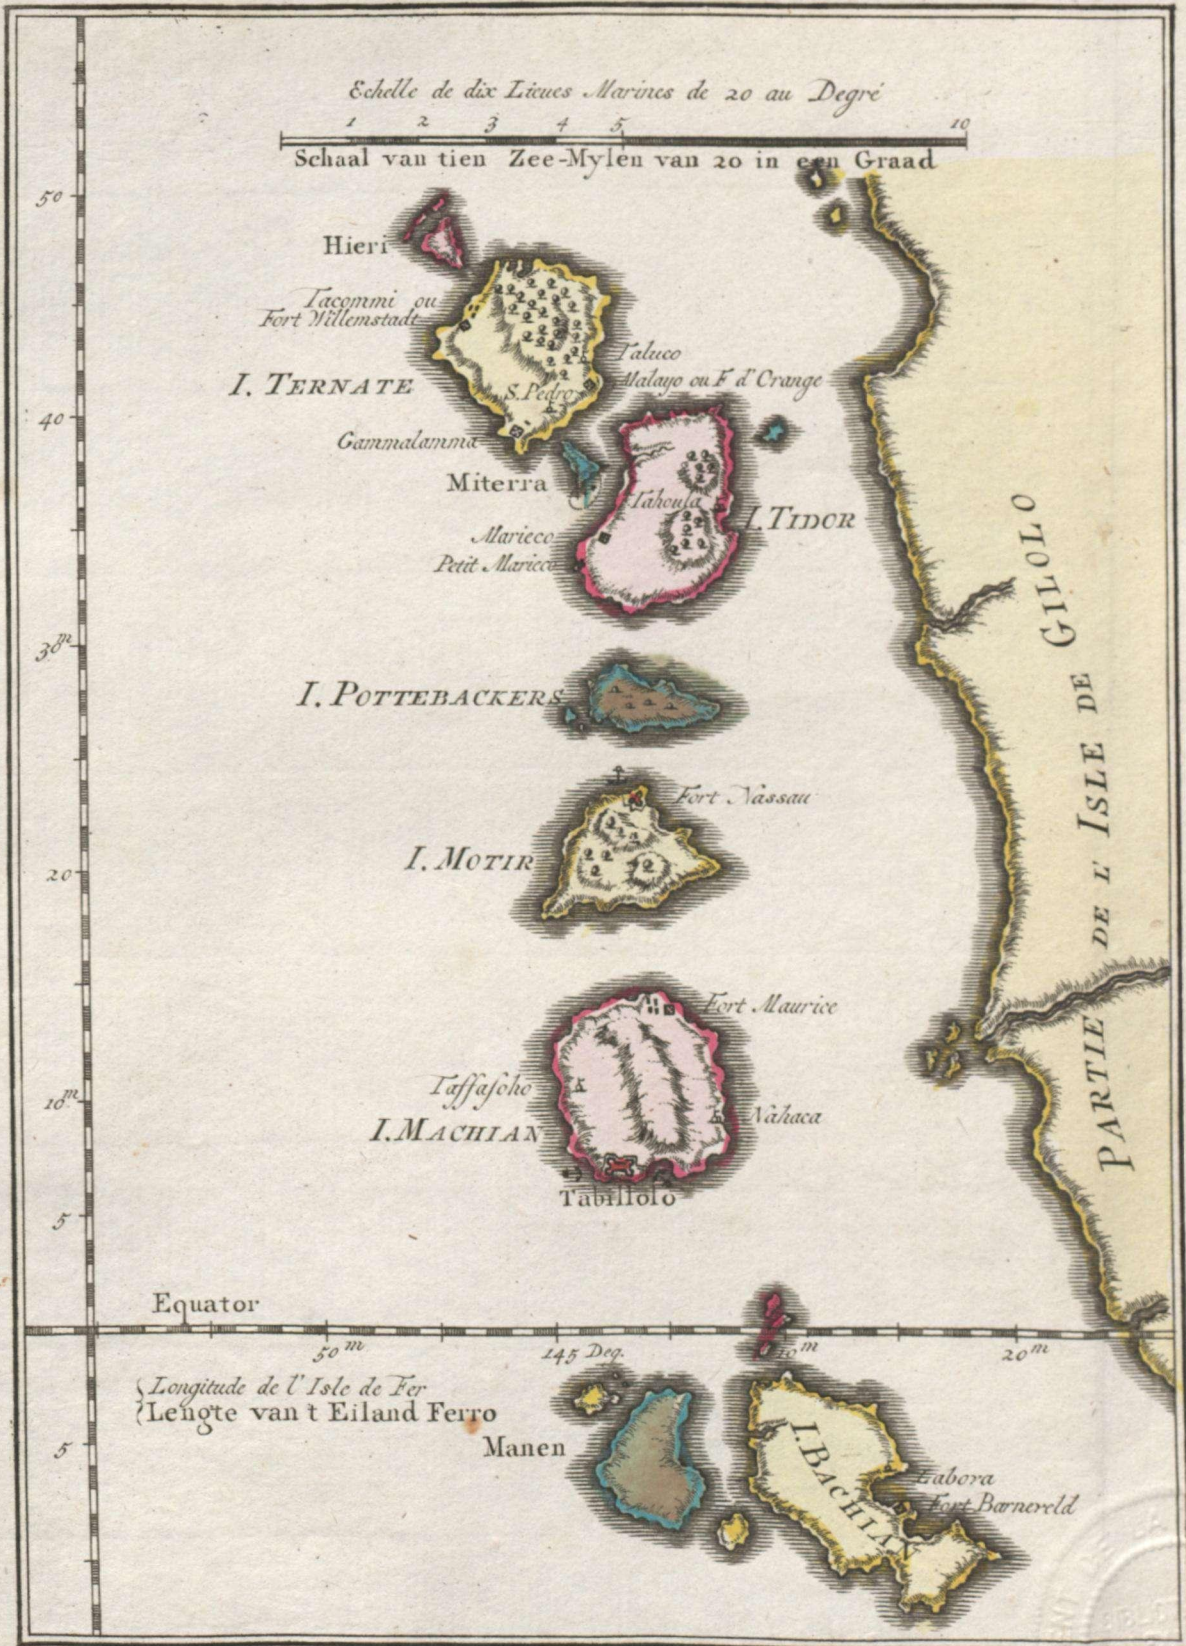 Echelle de dix Lieues Marines de 20 au Degré
1 2 3 4 5 10
Schaal van tien Zee-Mylen van 20 in een Graad
50
Hieri
Tacommi ou
Fort Willemstadt
Taluco
I. TERNATE
Malayo ou F. d'Orange
S. Pedro
40
Gammalamma
Miterra
Tahoula
I. TIDOR
Marieco
Petit Marieco
30m
I. POTTEBACKERS
Fort Nassau
I. MOTIR
20
PARTIE DE L'ISLE DE GILOLO
Fort Maurice
Taffasoho
10m
Nahaca
I. MACHIAN
Tabillolo
5
Equator
50m 145 Deg. 10m 20m
Longitude de l'Isle de Fer
Lengte van t Eiland Ferro
5
Manen
I. BACHIAN
Labora
Fort Barnereld